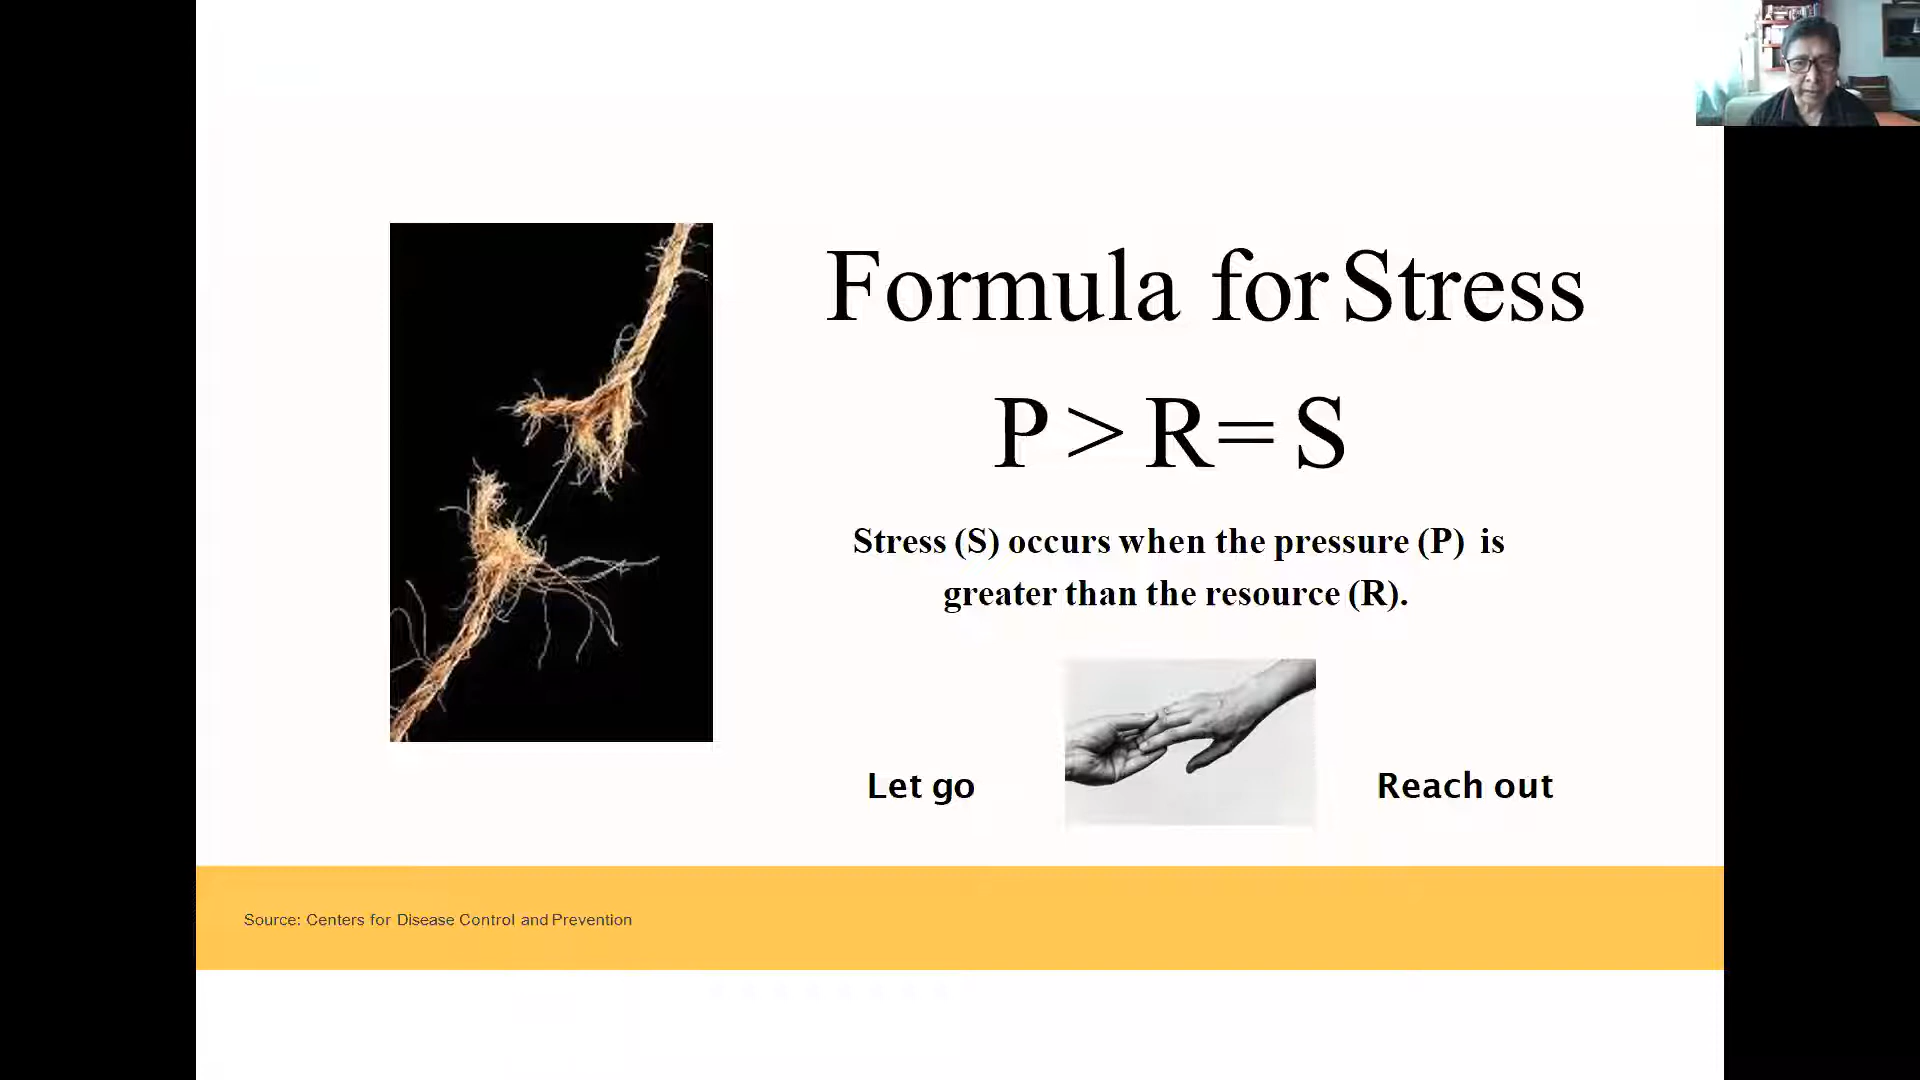 Formula for Stress
P > R = S
Stress (S) occurs when the pressure (P) is
greater than the resource (R).
Let go
Reach out
Source: Centers for Disease Control and Prevention